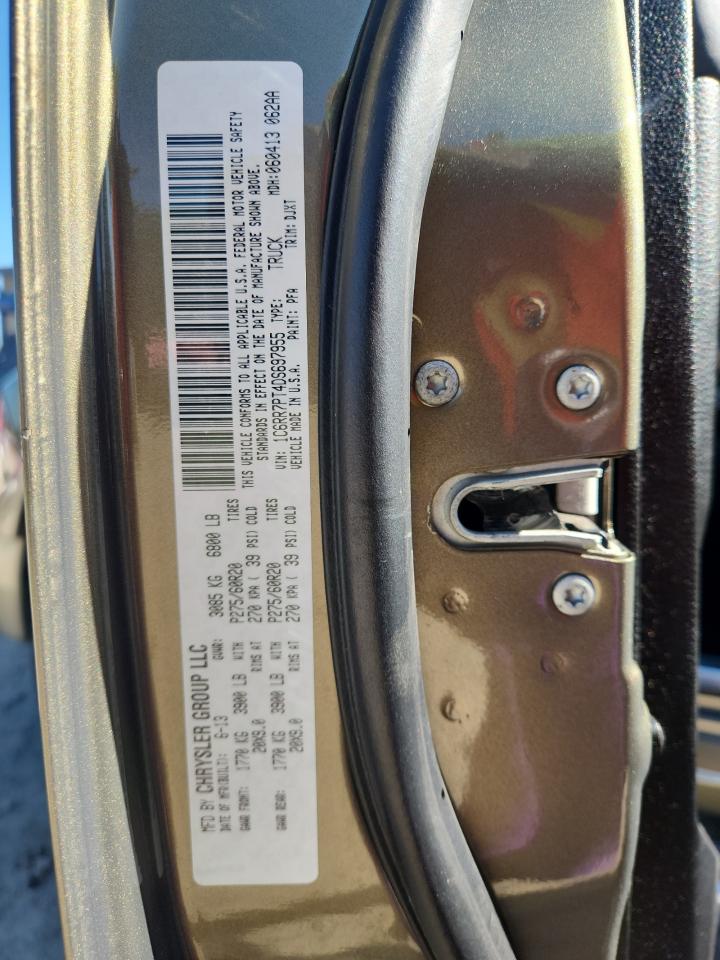 MFD BY CHRYSLER GROUP LLC
DATE OF MFR(BUILT): 6-13 GVWR: 3085 KG 6800 LB
GAWR FRONT: 1770 KG 3900 LB WITH P275/60R20 TIRES
20X9.0 RIMS AT 270 KPA ( 39 PSI) COLD
GAWR REAR: 1770 KG 3900 LB WITH P275/60R20 TIRES
20X9.0 RIMS AT 270 KPA ( 39 PSI) COLD
THIS VEHICLE CONFORMS TO ALL APPLICABLE U.S.A. FEDERAL MOTOR VEHICLE SAFETY
STANDARDS IN EFFECT ON THE DATE OF MANUFACTURE SHOWN ABOVE.
VIN: 1C6RR7PT4DS697955 TYPE: TRUCK MDH:060413 062AA
VEHICLE MADE IN U.S.A. PAINT: PFA TRIM: DJXT